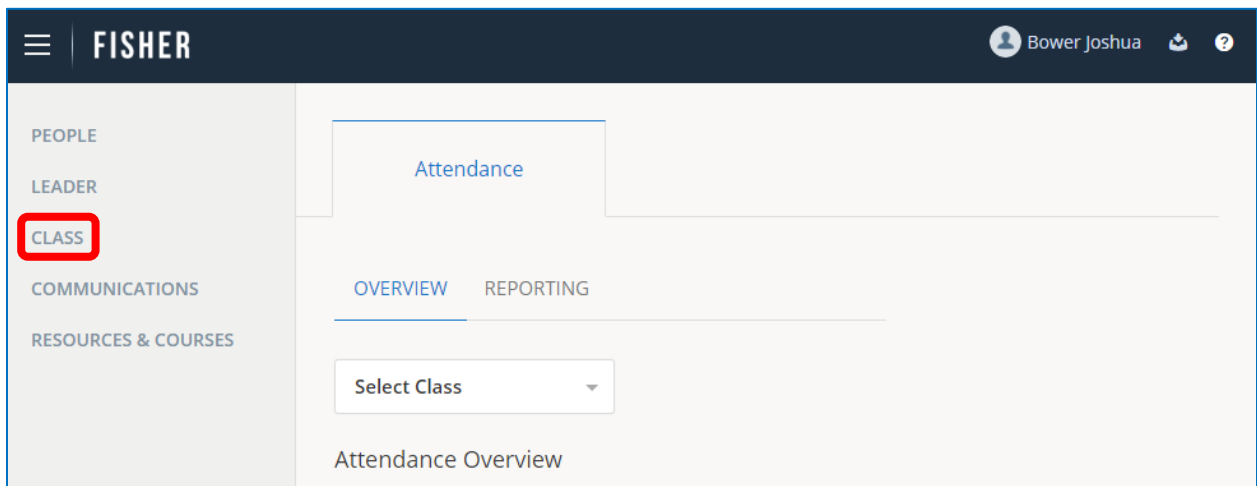 FISHER
Bower Joshua
PEOPLE
LEADER
CLASS
COMMUNICATIONS
RESOURCES & COURSES
Attendance
OVERVIEW REPORTING
Select Class
Attendance Overview